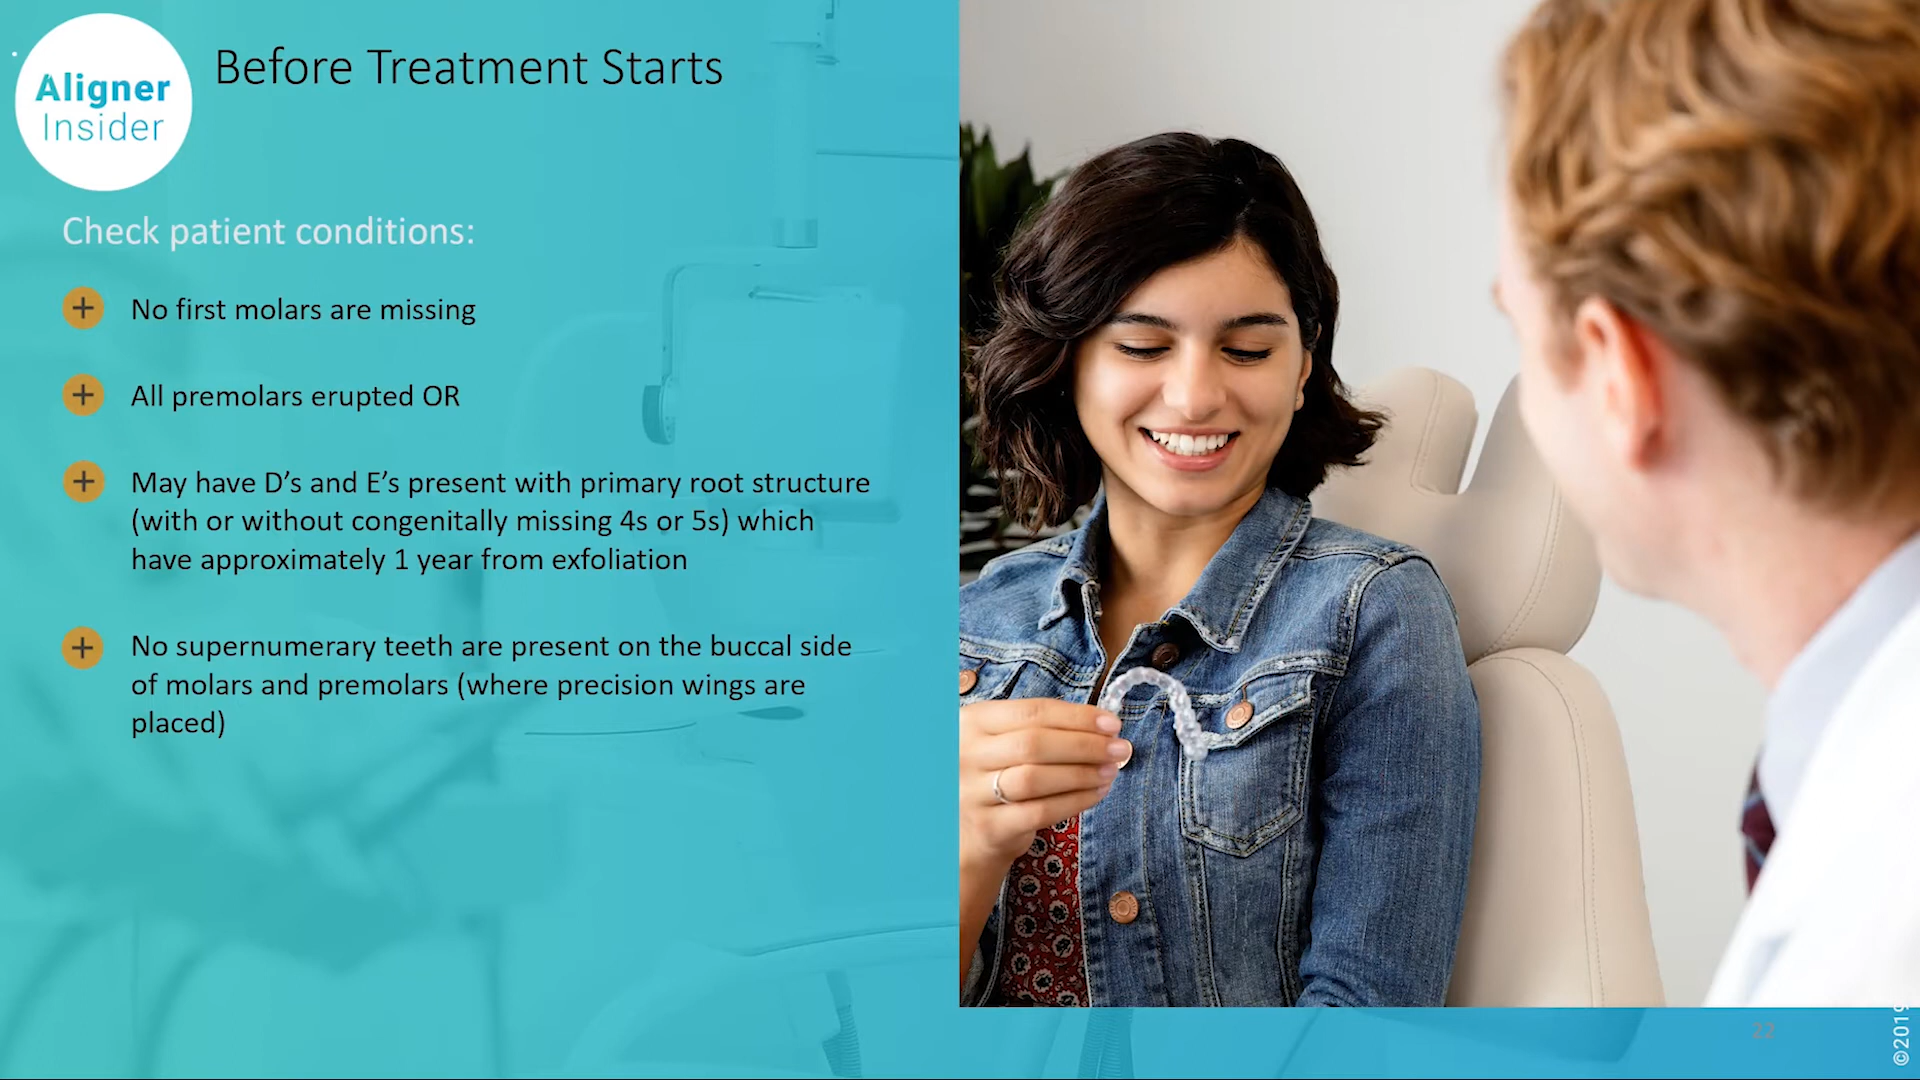 Aligner
Insider
Before Treatment Starts
Check patient conditions:
No first molars are missing
All premolars erupted OR
May have D’s and E’s present with primary root structure
(with or without congenitally missing 4s or 5s) which
have approximately 1 year from exfoliation
No supernumerary teeth are present on the buccal side
of molars and premolars (where precision wings are
placed)
22
©2019